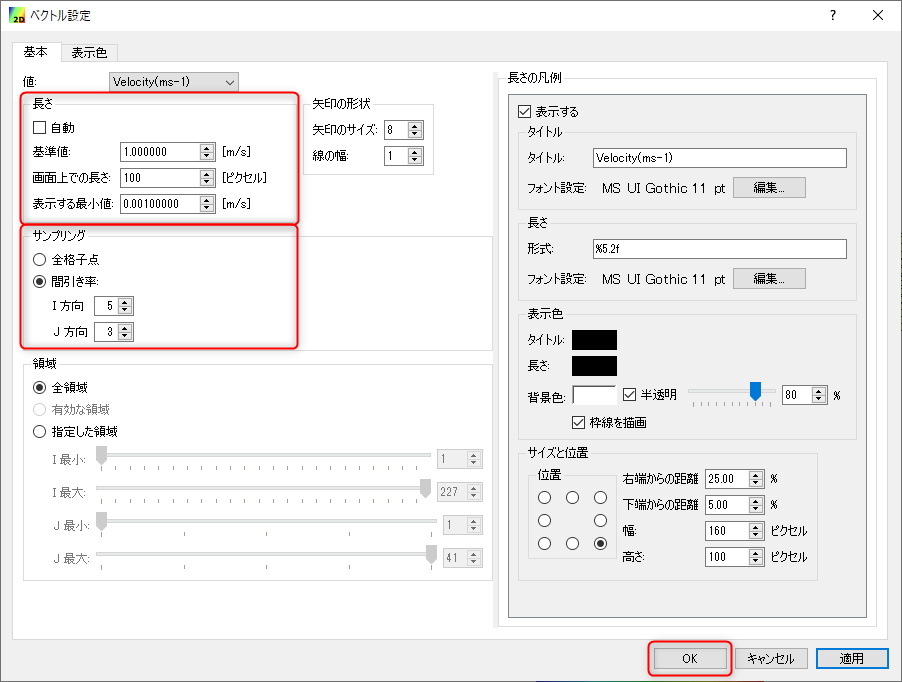 2D ベクトル設定
? ×
基本 表示色
値: Velocity(ms-1)
長さ
自動
基準値: 1.000000 [m/s]
画面上での長さ: 100 [ピクセル]
表示する最小値: 0.00100000 [m/s]
矢印の形状
矢印のサイズ: 8
線の幅: 1
サンプリング
全格子点
間引き率:
I 方向 5
J 方向 3
領域
全領域
有効な領域
指定した領域
I 最小: 1
I 最大: 227
J 最小: 1
J 最大: 41
長さの凡例
表示する
タイトル
タイトル: Velocity(ms-1)
フォント設定: MS UI Gothic 11 pt 編集...
長さ
形式: %5.2f
フォント設定: MS UI Gothic 11 pt 編集...
表示色
タイトル:
長さ:
背景色: 半透明 80 %
枠線を描画
サイズと位置
位置
右端からの距離 25.00 %
下端からの距離 5.00 %
幅: 160 ピクセル
高さ: 100 ピクセル
OK キャンセル 適用